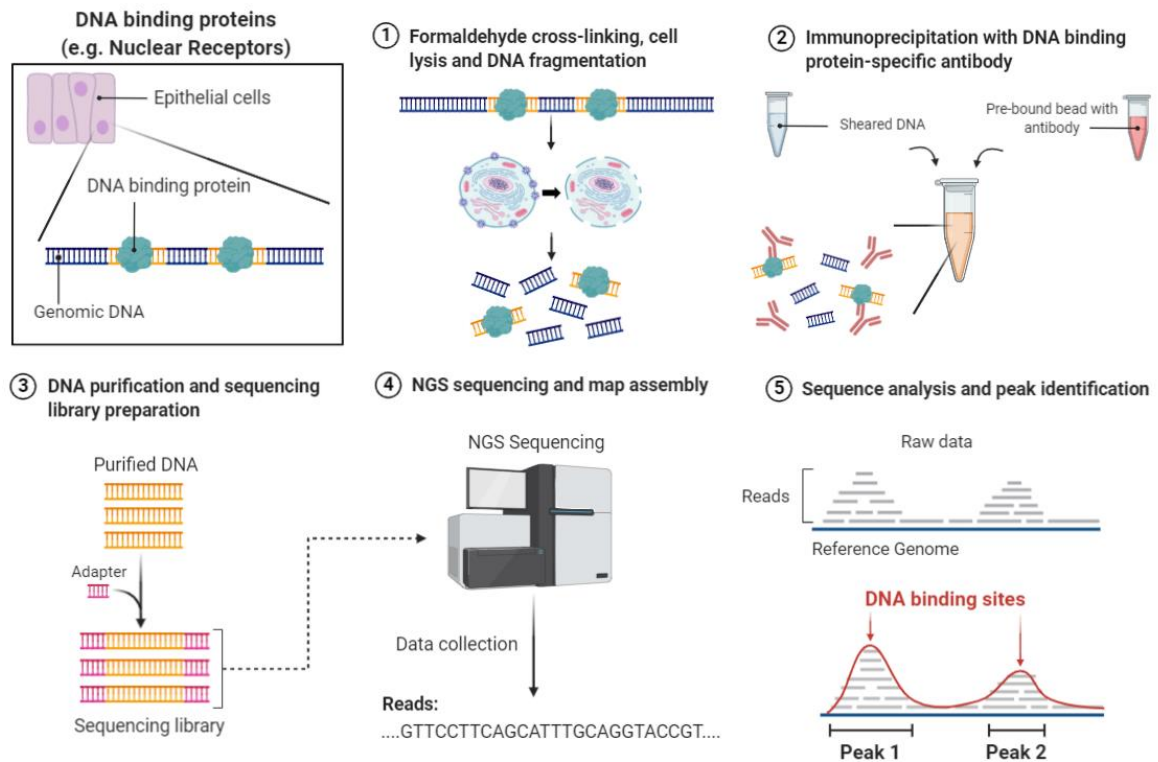 DNA binding proteins
(e.g. Nuclear Receptors)
Epithelial cells
DNA binding protein
Genomic DNA
1 Formaldehyde cross-linking, cell
lysis and DNA fragmentation
2 Immunoprecipitation with DNA binding
protein-specific antibody
Sheared DNA
Pre-bound bead with
antibody
3 DNA purification and sequencing
library preparation
Purified DNA
Adapter
Sequencing library
4 NGS sequencing and map assembly
NGS Sequencing
Data collection
Reads:
....GTTCCTTCAGCATTTGCAGGTACCGT....
5 Sequence analysis and peak identification
Raw data
Reads
Reference Genome
DNA binding sites
Peak 1
Peak 2